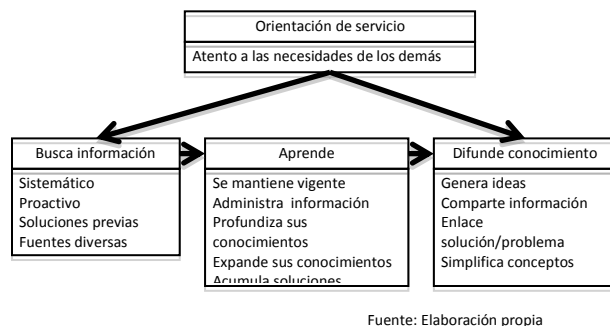 Orientación de servicio
Atento a las necesidades de los demás
Busca información
Sistemático
Proactivo
Soluciones previas
Fuentes diversas
Aprende
Se mantiene vigente
Administra información
Profundiza sus
conocimientos
Expande sus conocimientos
Acumula soluciones
Difunde conocimiento
Genera ideas
Comparte información
Enlace
solución/problema
Simplifica conceptos
Fuente: Elaboración propia